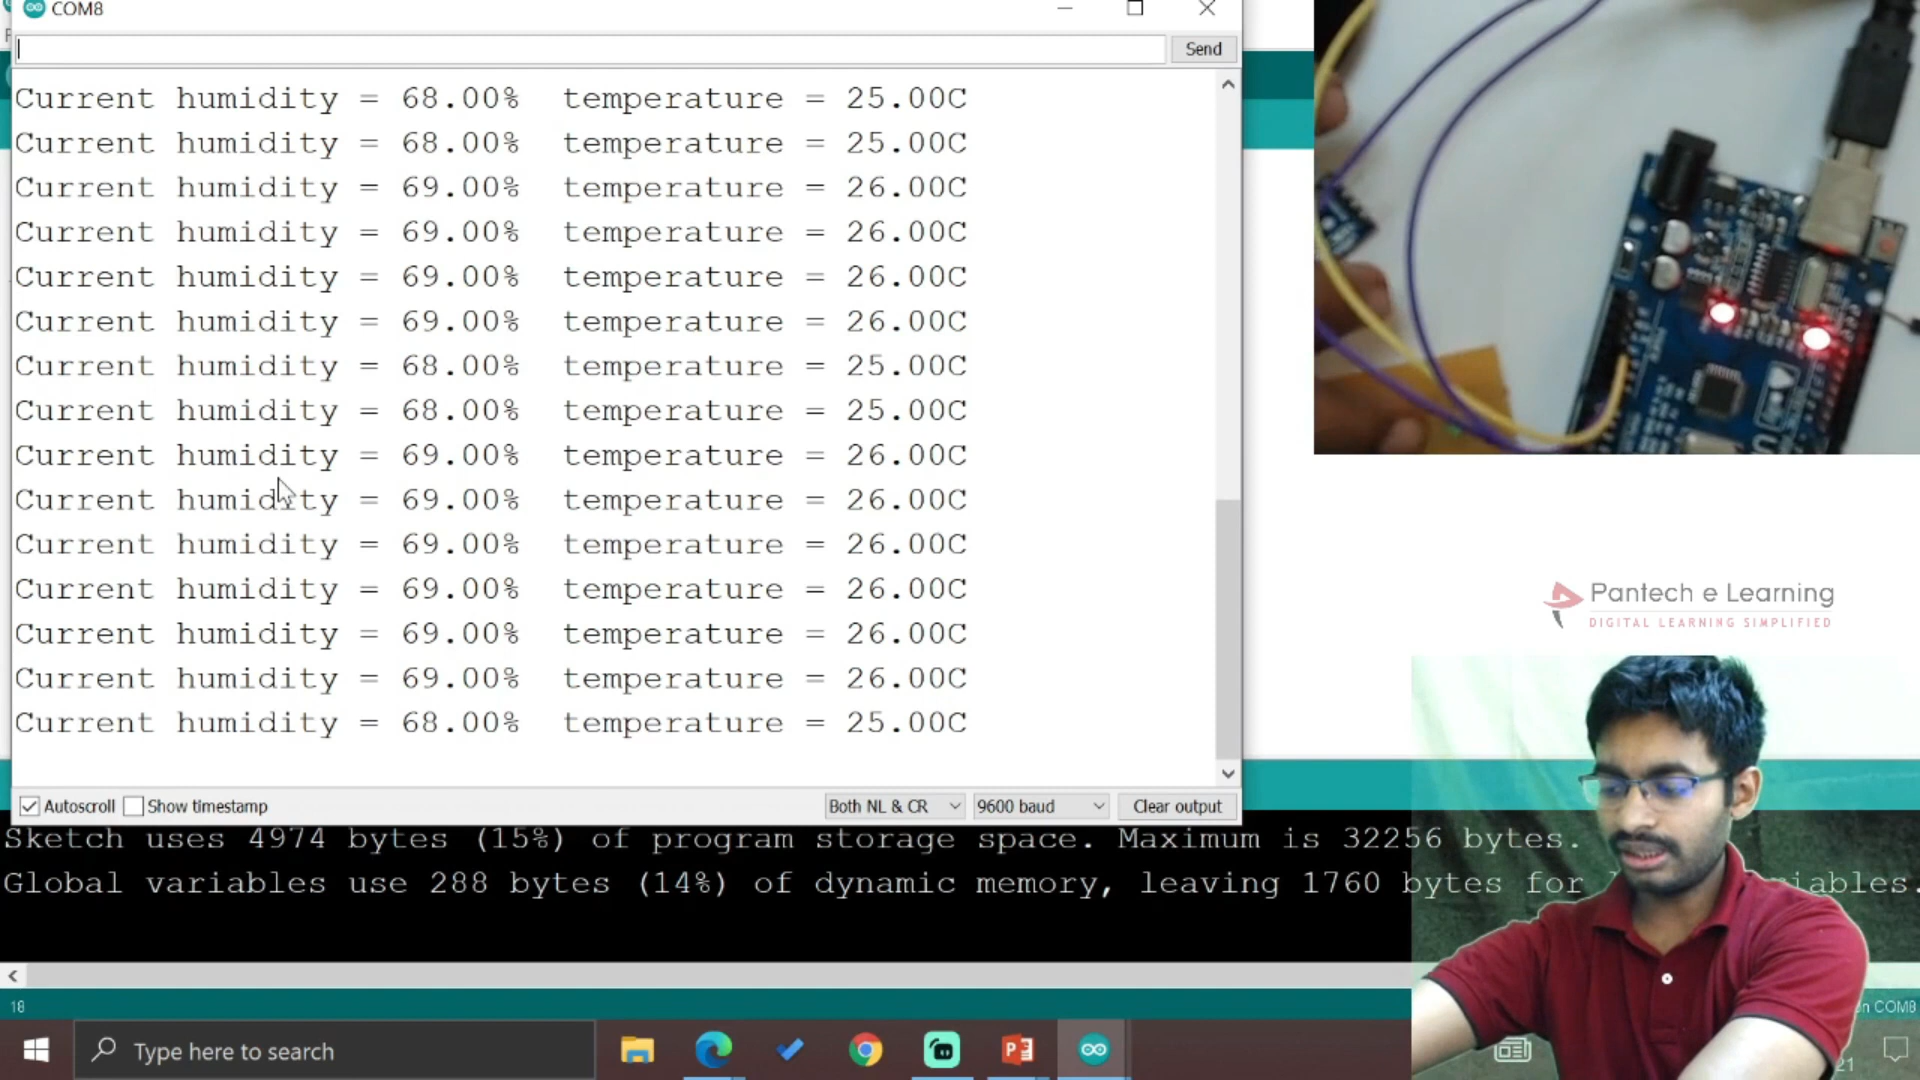 COM8
Send
Current humidity = 68.00%  temperature = 25.00C
Current humidity = 68.00%  temperature = 25.00C
Current humidity = 69.00%  temperature = 26.00C
Current humidity = 69.00%  temperature = 26.00C
Current humidity = 69.00%  temperature = 26.00C
Current humidity = 69.00%  temperature = 26.00C
Current humidity = 68.00%  temperature = 25.00C
Current humidity = 68.00%  temperature = 25.00C
Current humidity = 69.00%  temperature = 26.00C
Current humidity = 69.00%  temperature = 26.00C
Current humidity = 69.00%  temperature = 26.00C
Current humidity = 69.00%  temperature = 26.00C
Current humidity = 69.00%  temperature = 26.00C
Current humidity = 69.00%  temperature = 26.00C
Current humidity = 68.00%  temperature = 25.00C
Pantech e Learning
DIGITAL LEARNING SIMPLIFIED
Autoscroll Show timestamp Both NL & CR 9600 baud Clear output
Sketch uses 4974 bytes (15%) of program storage space. Maximum is 32256 bytes.
Global variables use 288 bytes (14%) of dynamic memory, leaving 1760 bytes for
18
COM8
Type here to search
21